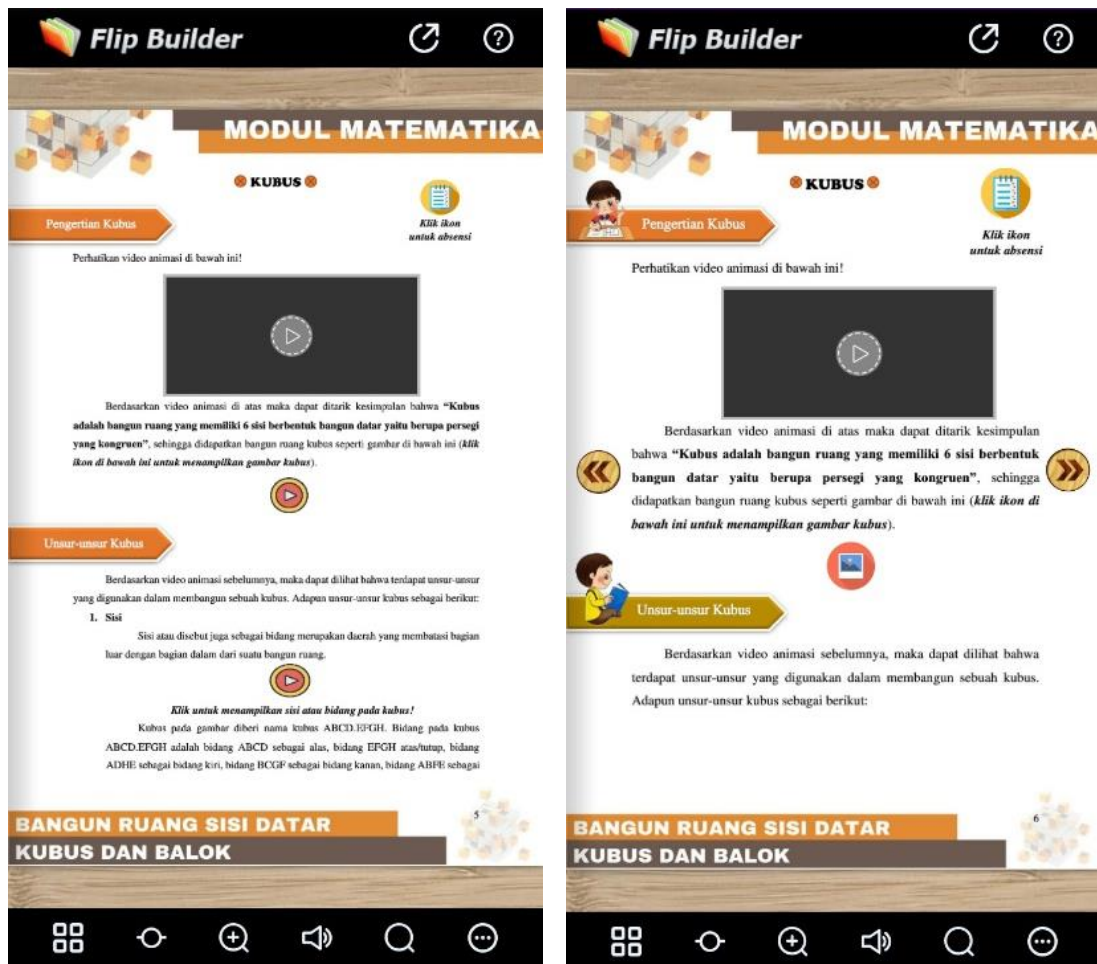 Flip Builder
MODUL MATEMATIKA
KUBUS
Klik ikon
untuk absensi
Pengertian Kubus
Perhatikan video animasi di bawah ini!
Berdasarkan video animasi di atas maka dapat ditarik kesimpulan bahwa “Kubus
adalah bangun ruang yang memiliki 6 sisi berbentuk bangun datar yaitu berupa persegi
yang kongruen”, sehingga didapatkan bangun ruang kubus seperti gambar di bawah ini (klik
ikon di bawah ini untuk menampilkan gambar kubus).
Unsur-unsur Kubus
Berdasarkan video animasi sebelumnya, maka dapat dilihat bahwa terdapat unsur-unsur
yang digunakan dalam membangun sebuah kubus. Adapun unsur-unsur kubus sebagai berikut:
1. Sisi
Sisi atau disebut juga sebagai bidang merupakan daerah yang membatasi bagian
luar dengan bagian dalam dari suatu bangun ruang.
Klik untuk menampilkan sisi atau bidang pada kubus!
Kubus pada gambar diberi nama kubus ABCD.EFGH. Bidang pada kubus
ABCD.EFGH adalah bidang ABCD sebagai alas, bidang EFGH atas/tutup, bidang
ADHE sebagai bidang kiri, bidang BCGF sebagai bidang kanan, bidang ABFE sebagai
5
BANGUN RUANG SISI DATAR
KUBUS DAN BALOK
Flip Builder
MODUL MATEMATIKA
KUBUS
Klik ikon
untuk absensi
Pengertian Kubus
Perhatikan video animasi di bawah ini!
Berdasarkan video animasi di atas maka dapat ditarik kesimpulan
bahwa “Kubus adalah bangun ruang yang memiliki 6 sisi berbentuk
bangun datar yaitu berupa persegi yang kongruen”, sehingga
didapatkan bangun ruang kubus seperti gambar di bawah ini (klik ikon di
bawah ini untuk menampilkan gambar kubus).
Unsur-unsur Kubus
Berdasarkan video animasi sebelumnya, maka dapat dilihat bahwa
terdapat unsur-unsur yang digunakan dalam membangun sebuah kubus.
Adapun unsur-unsur kubus sebagai berikut:
6
BANGUN RUANG SISI DATAR
KUBUS DAN BALOK